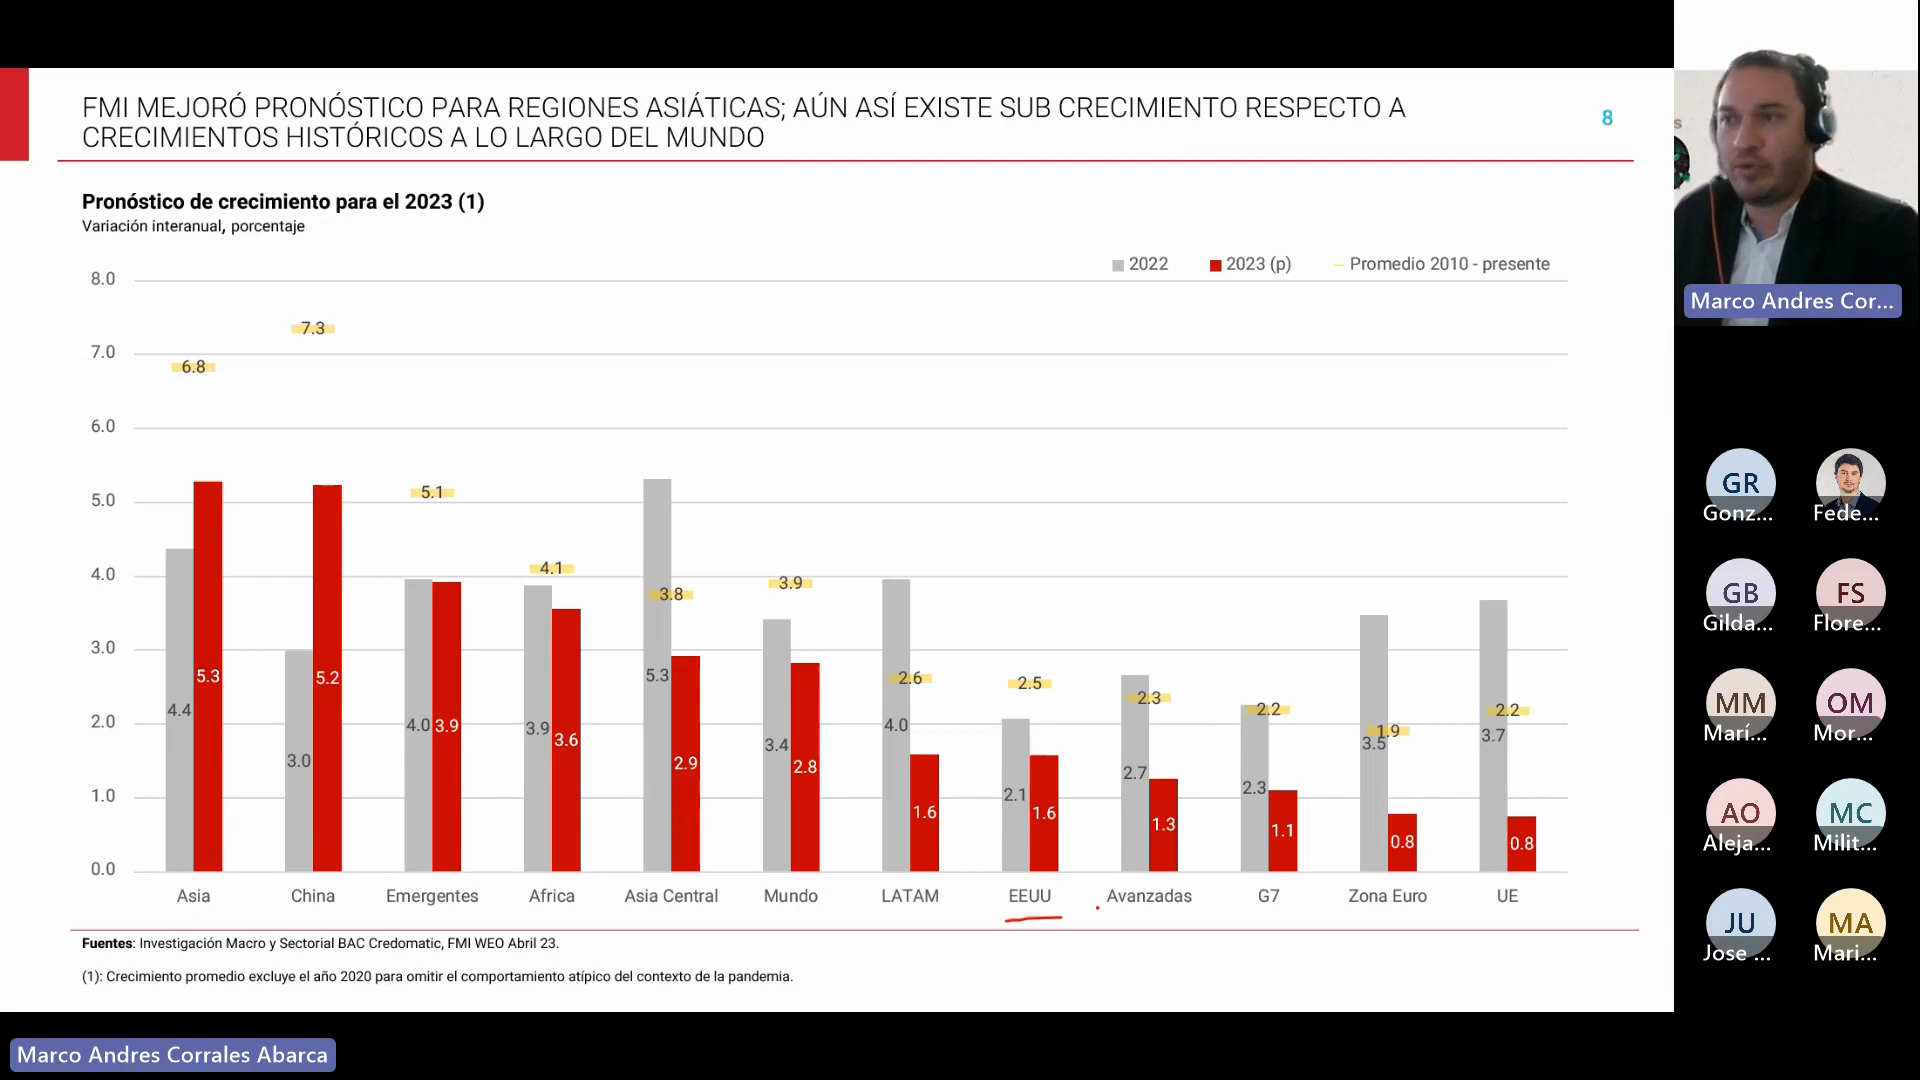 FMI MEJORÓ PRONÓSTICO PARA REGIONES ASIÁTICAS; AÚN ASÍ EXISTE SUB CRECIMIENTO RESPECTO A
CRECIMIENTOS HISTÓRICOS A LO LARGO DEL MUNDO
8
Pronóstico de crecimiento para el 2023 (1)
Variación interanual, porcentaje
2022 2023 (p) Promedio 2010 - presente
8.0
7.0
6.0
5.0
4.0
3.0
2.0
1.0
0.0
6.8 7.3 5.1 4.1 3.8 3.9 2.6 2.5 2.3 2.2 1.9 2.2
4.4 5.3 3.0 5.2 4.0 3.9 3.9 3.6 5.3 2.9 3.4 2.8 4.0 1.6 2.1 1.6 2.7 1.3 2.3 1.1 3.5 0.8 3.7 0.8
Asia China Emergentes Africa Asia Central Mundo LATAM EEUU Avanzadas G7 Zona Euro UE
Fuentes: Investigación Macro y Sectorial BAC Credomatic, FMI WEO Abril 23.
(1): Crecimiento promedio excluye el año 2020 para omitir el comportamiento atípico del contexto de la pandemia.
Marco Andres Corrales Abarca
Marco Andres Cor...
GR
Gonz... Fede...
GB FS
Gilda... Flore...
MM OM
Marí... Mor...
AO MC
Aleja... Milit...
JU MA
Jose ... Mari...